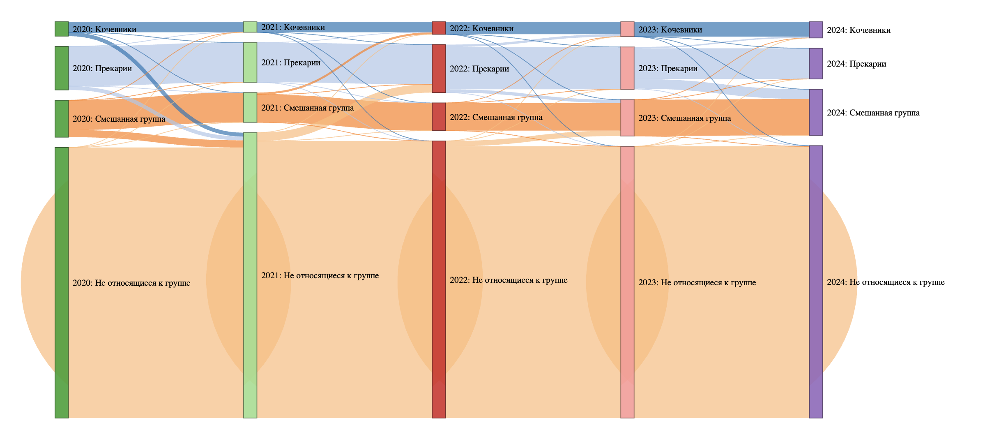 2020: Кочевники
2020: Прекарии
2020: Смешанная группа
2020: Не относящиеся к группе
2021: Кочевники
2021: Прекарии
2021: Смешанная группа
2021: Не относящиеся к группе
2022: Кочевники
2022: Прекарии
2022: Смешанная группа
2022: Не относящиеся к группе
2023: Кочевники
2023: Прекарии
2023: Смешанная группа
2023: Не относящиеся к группе
2024: Кочевники
2024: Прекарии
2024: Смешанная группа
2024: Не относящиеся к группе